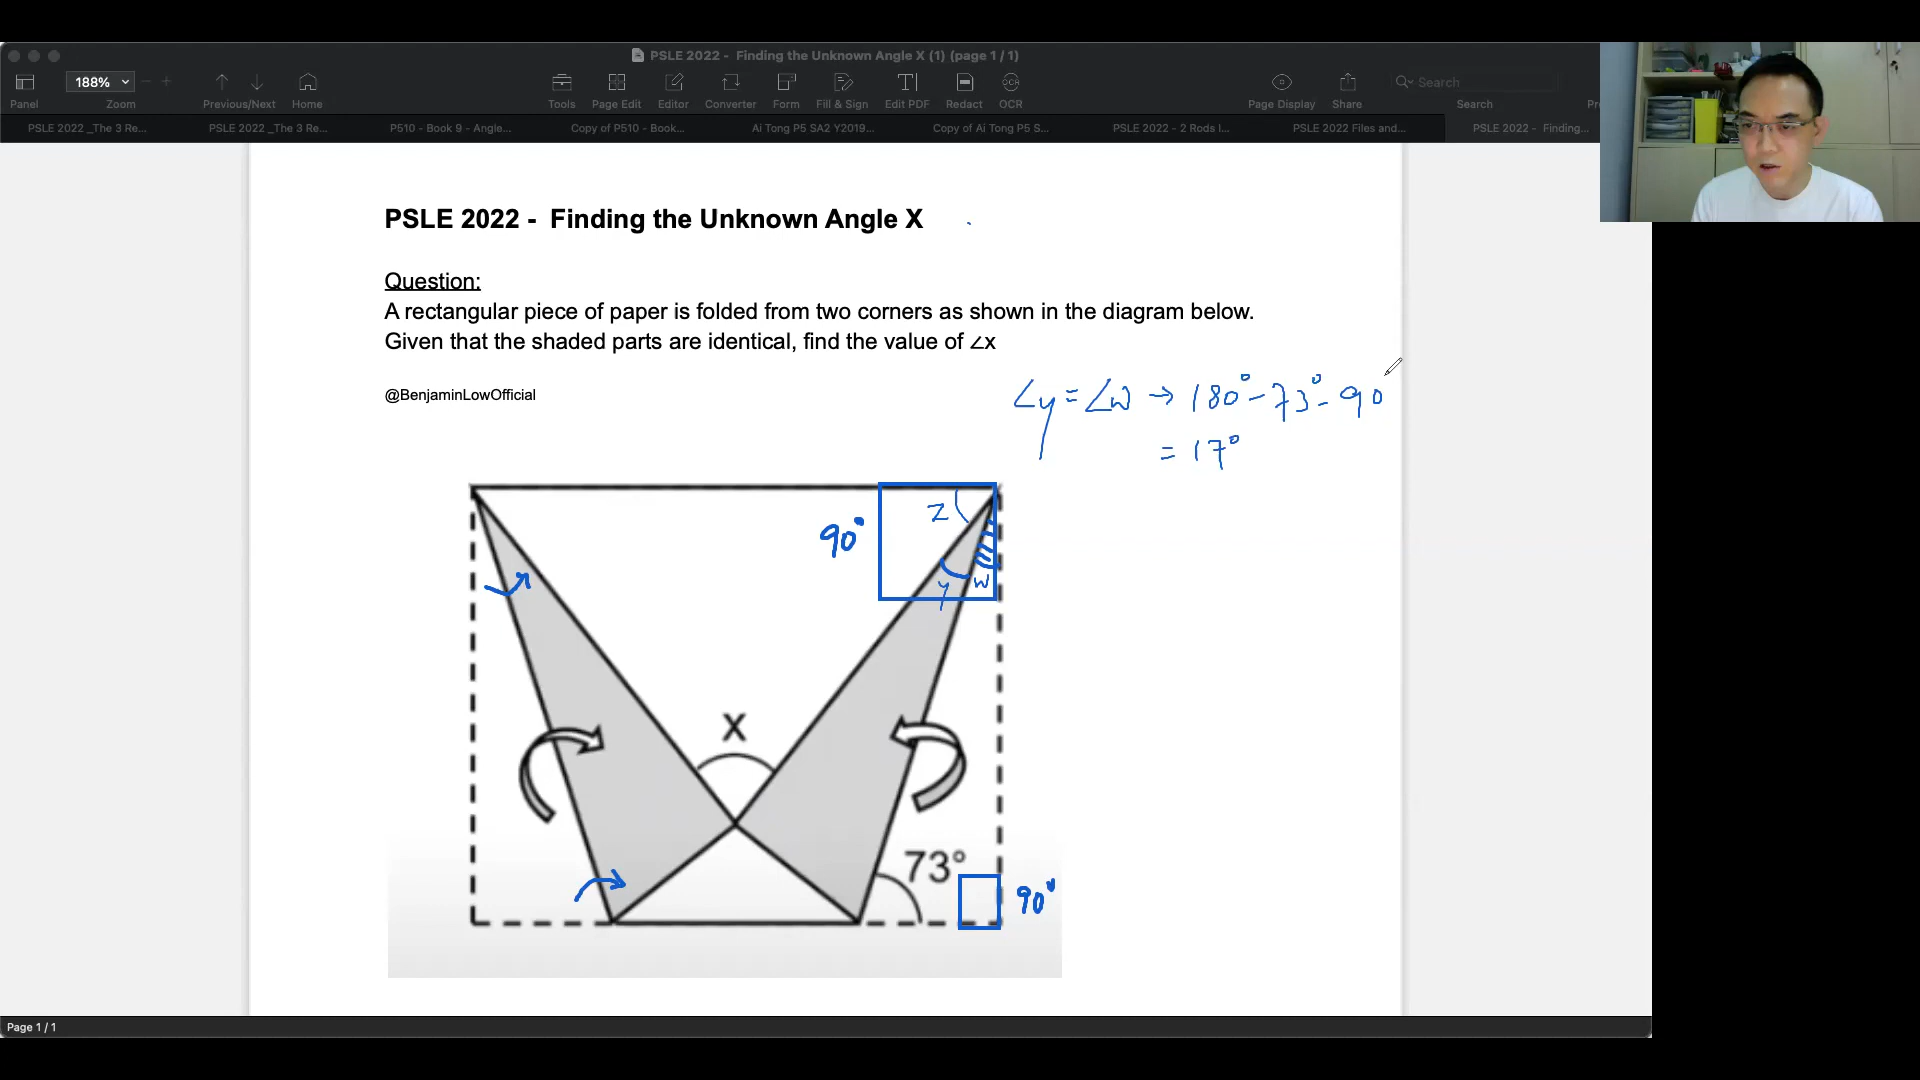 PSLE 2022 - Finding the Unknown Angle X (1) (page 1 / 1)
188%
Search
Panel Zoom Previous/Next Home Tools Page Edit Editor Converter Form Fill & Sign Edit PDF Redact OCR Page Display Share Search
PSLE 2022 _The 3 Re... PSLE 2022 _The 3 Re... P510 - Book 9 - Angle... Copy of P510 - Book... Ai Tong P5 SA2 Y2019... Copy of Ai Tong P5 S... PSLE 2022 - 2 Rods I... PSLE 2022 Files and... PSLE 2022 - Finding...
PSLE 2022 - Finding the Unknown Angle X
Question:
A rectangular piece of paper is folded from two corners as shown in the diagram below.
Given that the shaded parts are identical, find the value of ∠x
@BenjaminLowOfficial
∠y = ∠w → 180° - 73° - 90
= 17°
z
90°
y w
X
73°
90°
Page 1 / 1